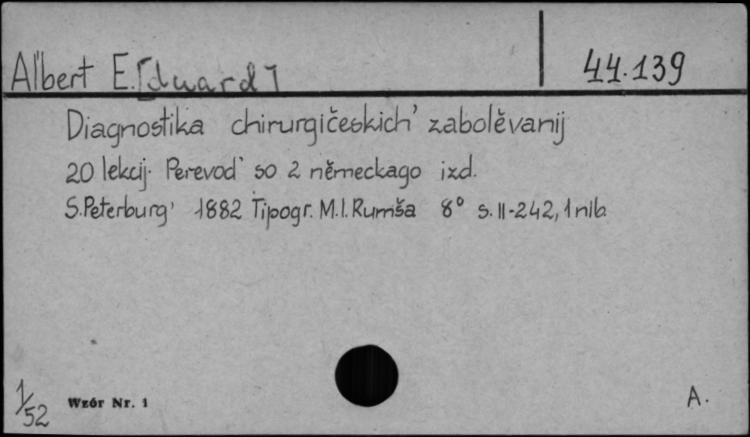 Albert E.[duard]
44.139
Diagnostika chirurgičeskich' zabolěvanij
20 lekcij. Perevod' so 2 německago izd.
S.Peterburg' 1882 Tipogr. M.I. Rumša 8° s. II-242, 1 nlb.
1/52
Wzór Nr. 1
A.